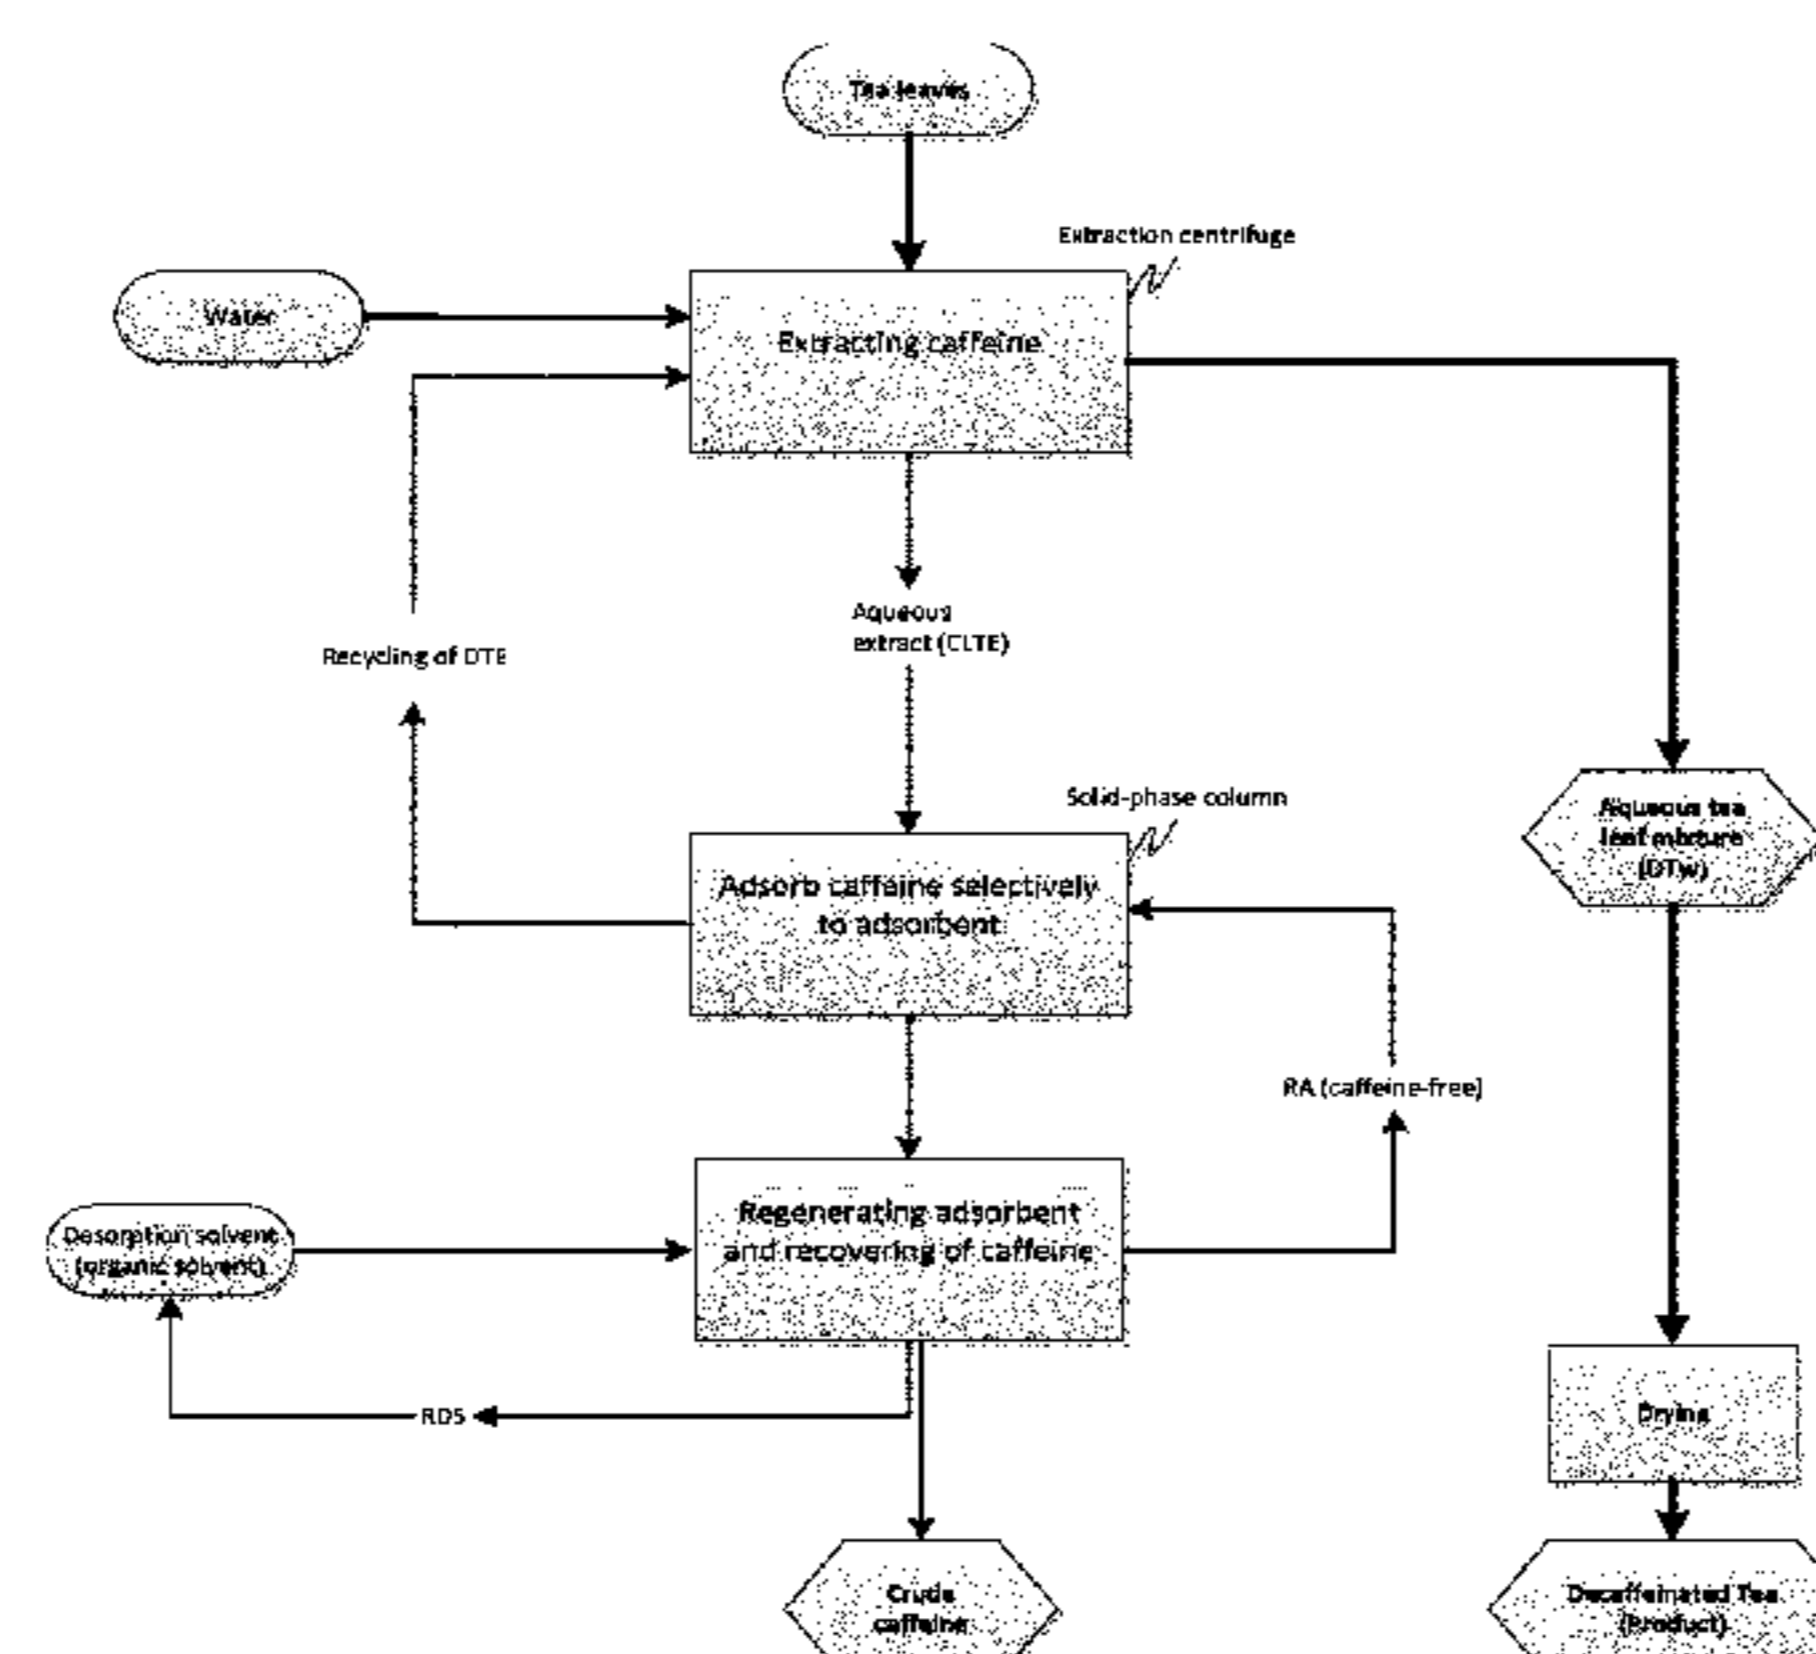 Tea leaves
Extraction centrifuge
Water
Extracting caffeine
Aqueous
extract (CLTE)
Recycling of DTE
Solid-phase column
Aqueous tea
leaf mixture
(DTw)
Adsorb caffeine selectively
to adsorbent
RA (caffeine-free)
Regenerating adsorbent
and recovering of caffeine
Desorption solvent
(organic solvent)
RDS
Drying
Crude
caffeine
Decaffeinated Tea
(Product)